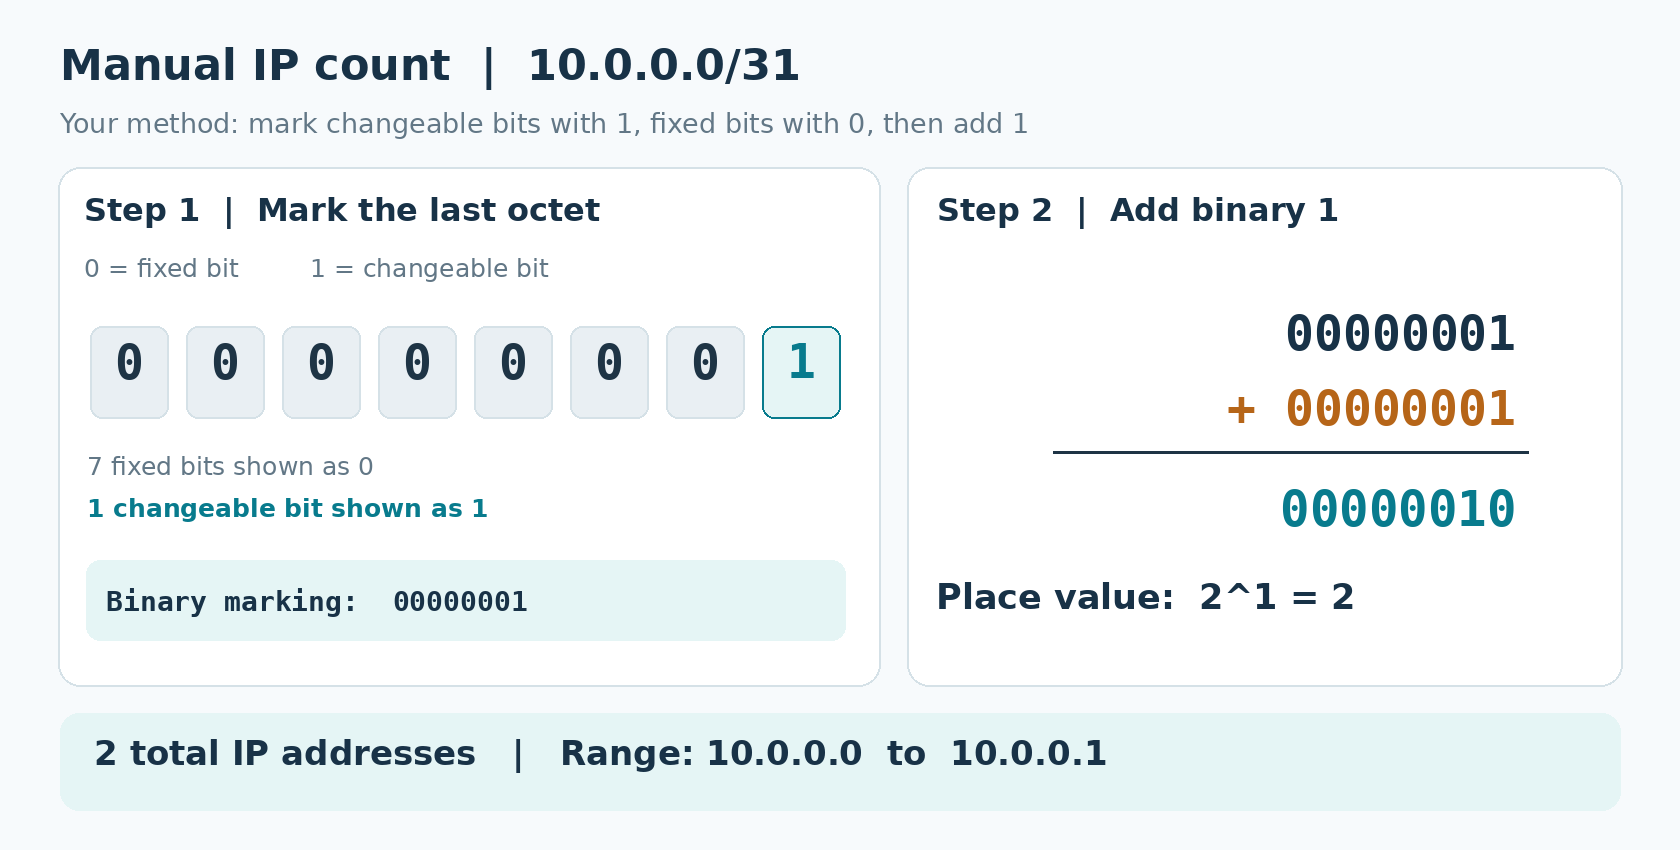 Manual IP count | 10.0.0.0/31
Your method: mark changeable bits with 1, fixed bits with 0, then add 1
Step 1 | Mark the last octet
0 = fixed bit 1 = changeable bit
0 0 0 0 0 0 0 1
7 fixed bits shown as 0
1 changeable bit shown as 1
Binary marking: 00000001
Step 2 | Add binary 1
00000001
+ 00000001
00000010
Place value: 2^1 = 2
2 total IP addresses | Range: 10.0.0.0 to 10.0.0.1